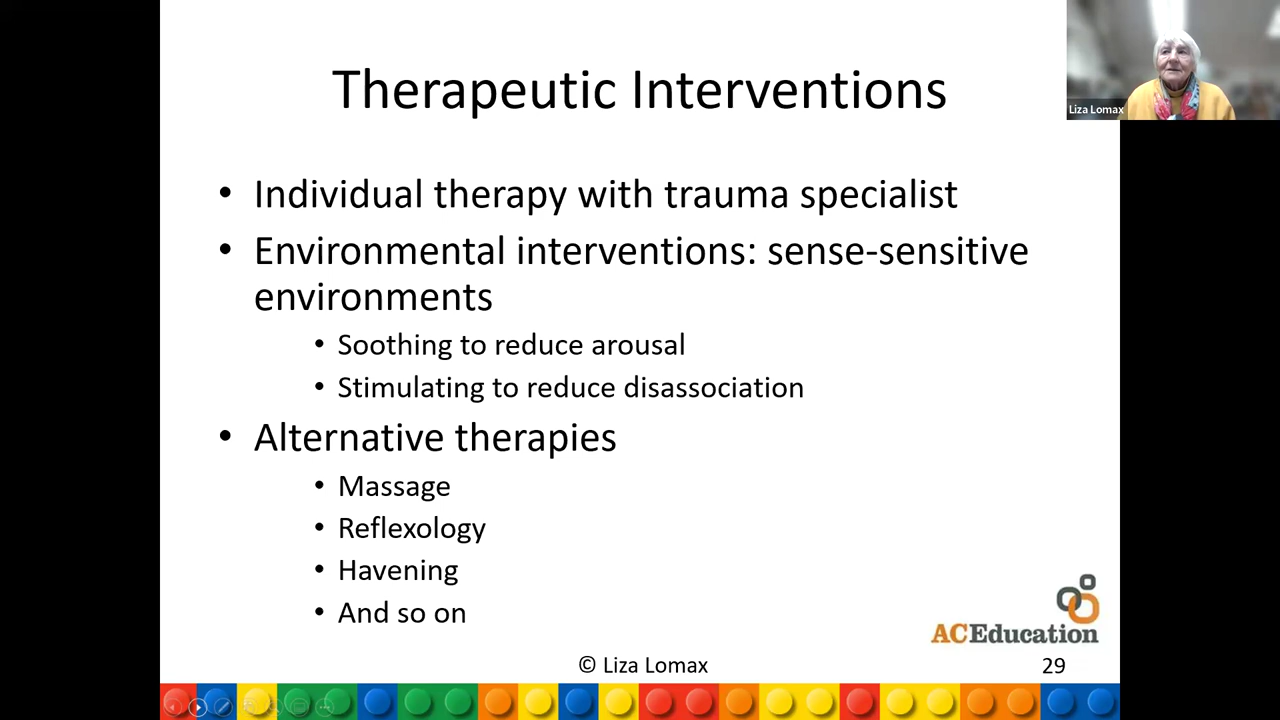 Therapeutic Interventions
Liza Lomax
• Individual therapy with trauma specialist
• Environmental interventions: sense-sensitive
environments
• Soothing to reduce arousal
• Stimulating to reduce disassociation
• Alternative therapies
• Massage
• Reflexology
• Havening
• And so on
ACEducation
© Liza Lomax
29